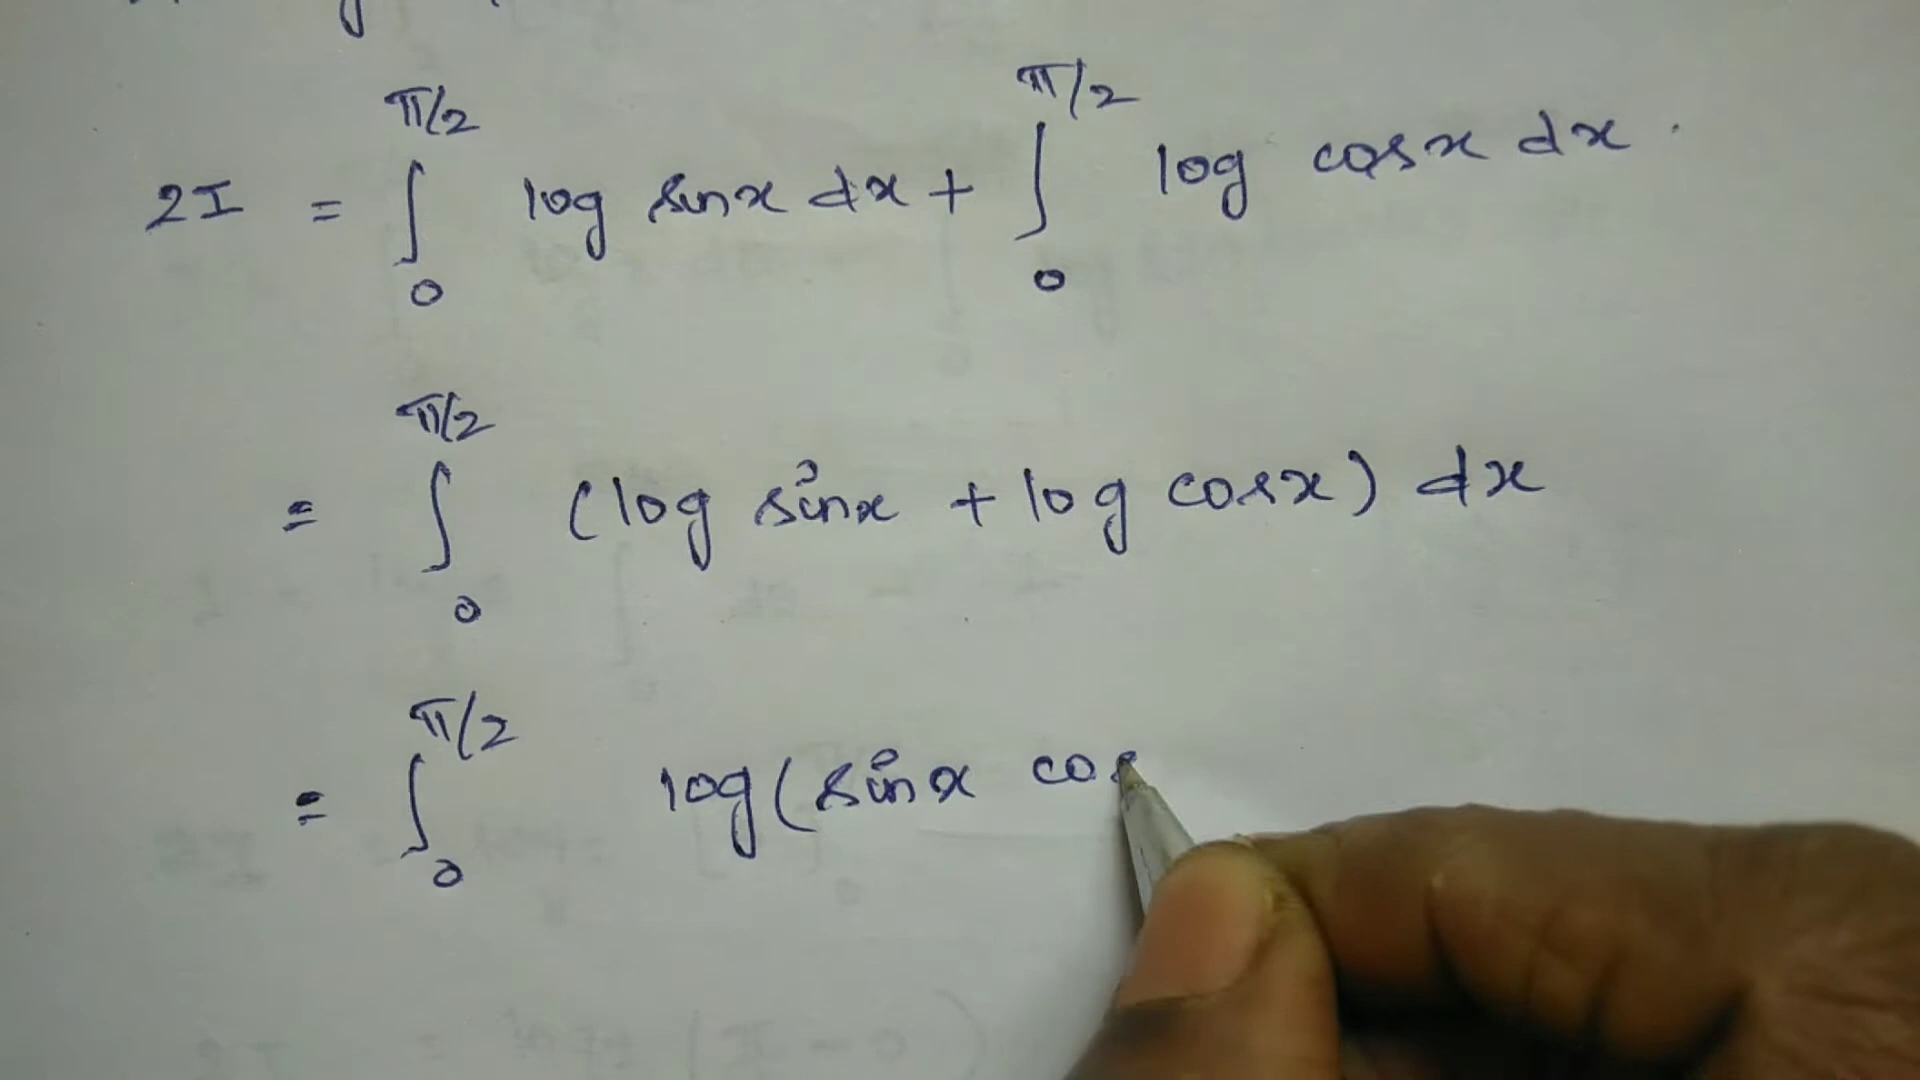 2I = ∫₀^{π/2} log sinx dx + ∫₀^{π/2} log cosx dx.
= ∫₀^{π/2} (log sinx + log cosx) dx
= ∫₀^{π/2} log(sinx cos